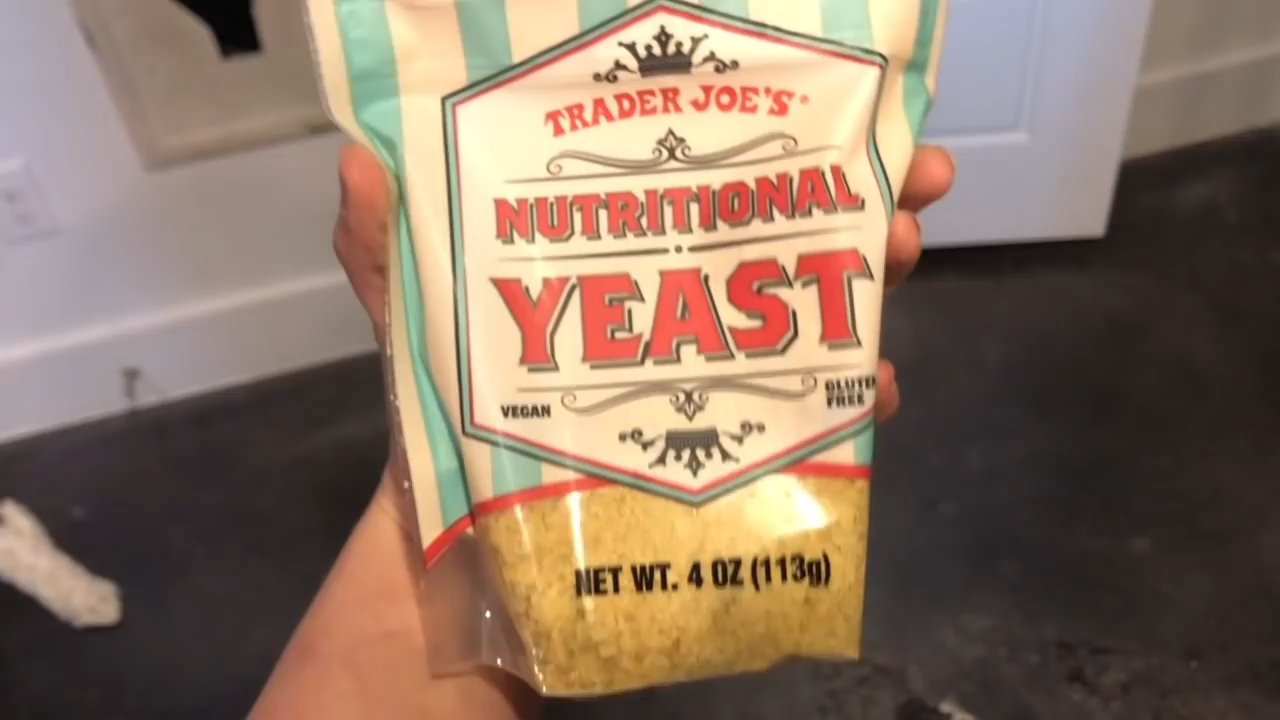 TRADER JOE'S
NUTRITIONAL
YEAST
VEGAN
GLUTEN
FREE
NET WT. 4 OZ (113g)